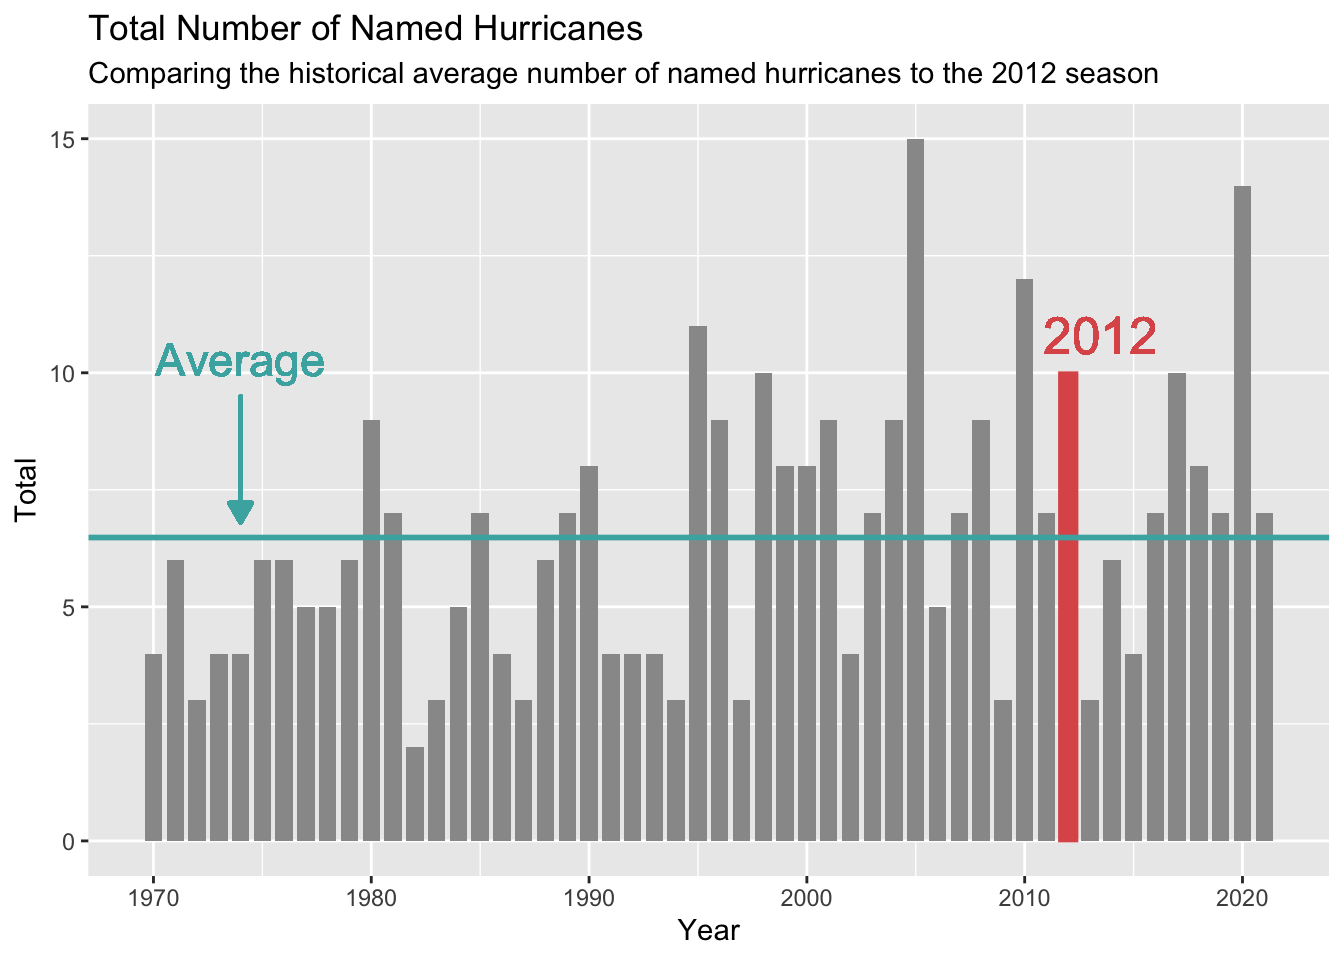 Total Number of Named Hurricanes
Comparing the historical average number of named hurricanes to the 2012 season
15
2012
Average
10
Total
5
0
1970 1980 1990 2000 2010 2020
Year